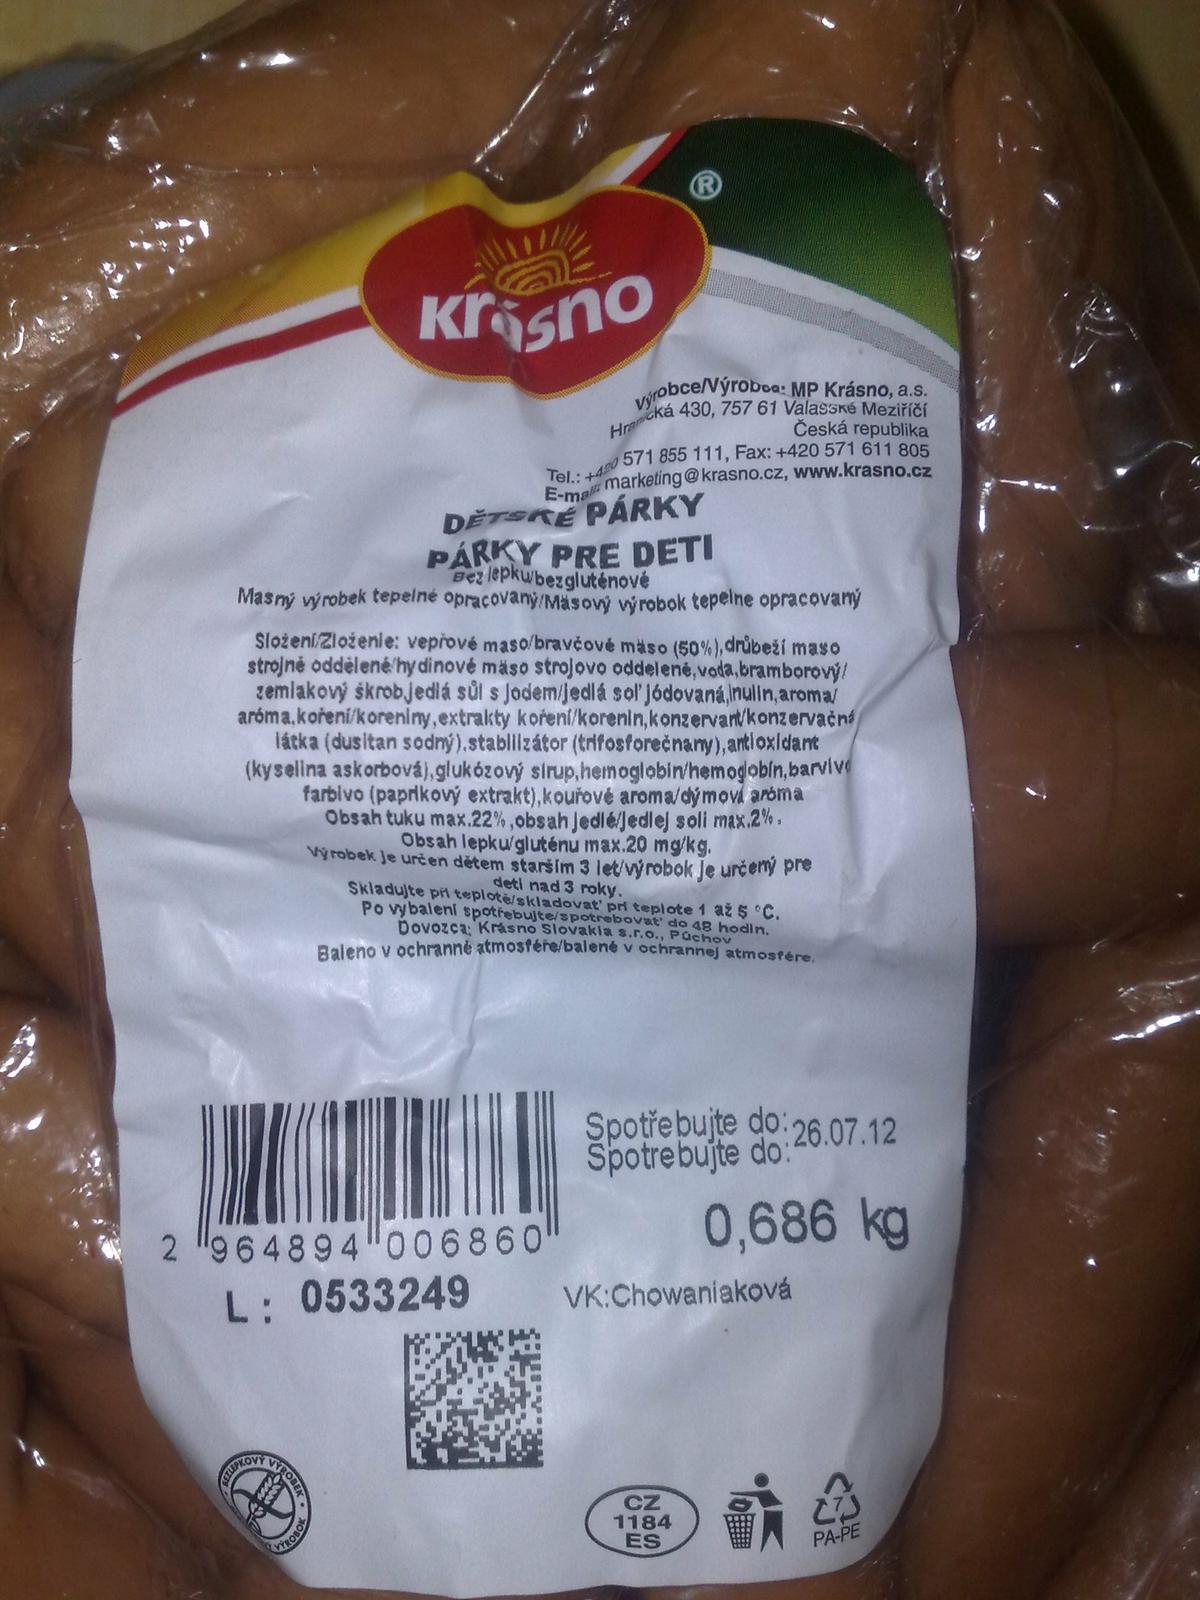 ®
Krásno
Výrobce/Výrobca: MP Krásno, a.s.
Hranická 430, 757 61 Valašské Meziříčí
Česká republika
Tel.: +420 571 855 111, Fax: +420 571 611 805
E-mail: marketing@krasno.cz, www.krasno.cz
DĚTSKÉ PÁRKY
PÁRKY PRE DETI
Bez lepku/bezgluténové
Masný výrobek tepelně opracovaný/Mäsový výrobok tepelne opracovaný
Složení/Zloženie: vepřové maso/bravčové mäso (50%),drůbeží maso
strojně oddělené/hydinové mäso strojovo oddelené,voda,bramborový/
zemiakový škrob,jedlá sůl s jodem/jedlá soľ jódovaná,inulin,aroma/
aróma,koření/koreniny,extrakty koření/korenín,konzervant/konzervačná
látka (dusitan sodný),stabilizátor (trifosforečnany),antioxidant
(kyselina askorbová),glukózový sirup,hemoglobin/hemoglobín,barvivo
farbivo (paprikový extrakt),kouřové aroma/dymová aróma
Obsah tuku max.22%,obsah jedlé/jedlej soli max.2%.
Obsah lepku/gluténu max.20 mg/kg.
Výrobek je určen dětem starším 3 let/výrobok je určený pre
deti nad 3 roky.
Skladujte při teplotě/skladovať pri teplote 1 až 5 °C.
Po vybalení spotřebujte/spotrebovať do 48 hodin.
Dovozca: Krásno Slovakia s.r.o., Púchov
Baleno v ochranné atmosféře/balené v ochrannej atmosfére.
Spotřebujte do: 26.07.12
Spotrebujte do:
0,686 kg
2 964894 006860
L: 0533249
VK:Chowaniaková
BEZLEPKOVÝ VÝROBEK
VÝROBOK
CZ
1184
ES
7
PA-PE